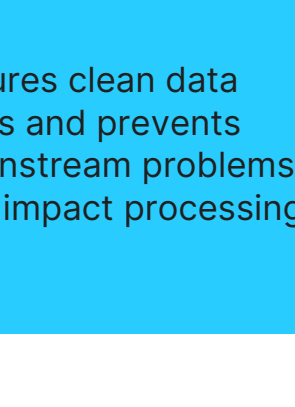 ures clean data
s and prevents
nstream problems
impact processing